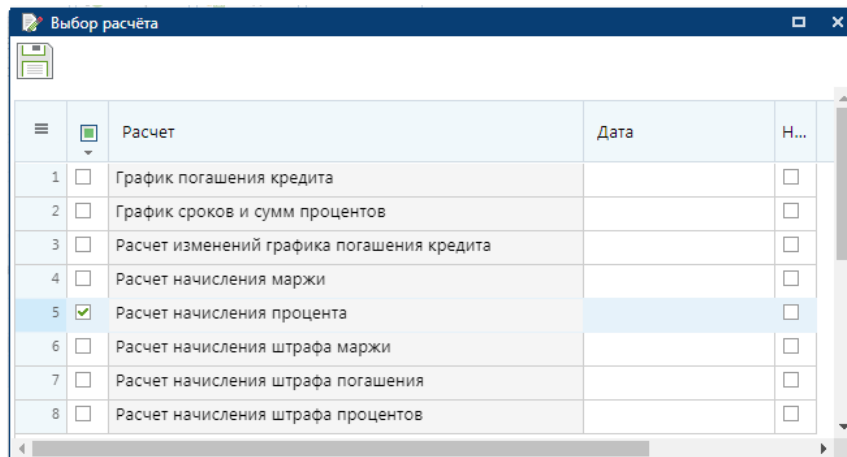 Выбор расчёта
Расчет Дата Н...
1 График погашения кредита
2 График сроков и сумм процентов
3 Расчет изменений графика погашения кредита
4 Расчет начисления маржи
5 Расчет начисления процента
6 Расчет начисления штрафа маржи
7 Расчет начисления штрафа погашения
8 Расчет начисления штрафа процентов